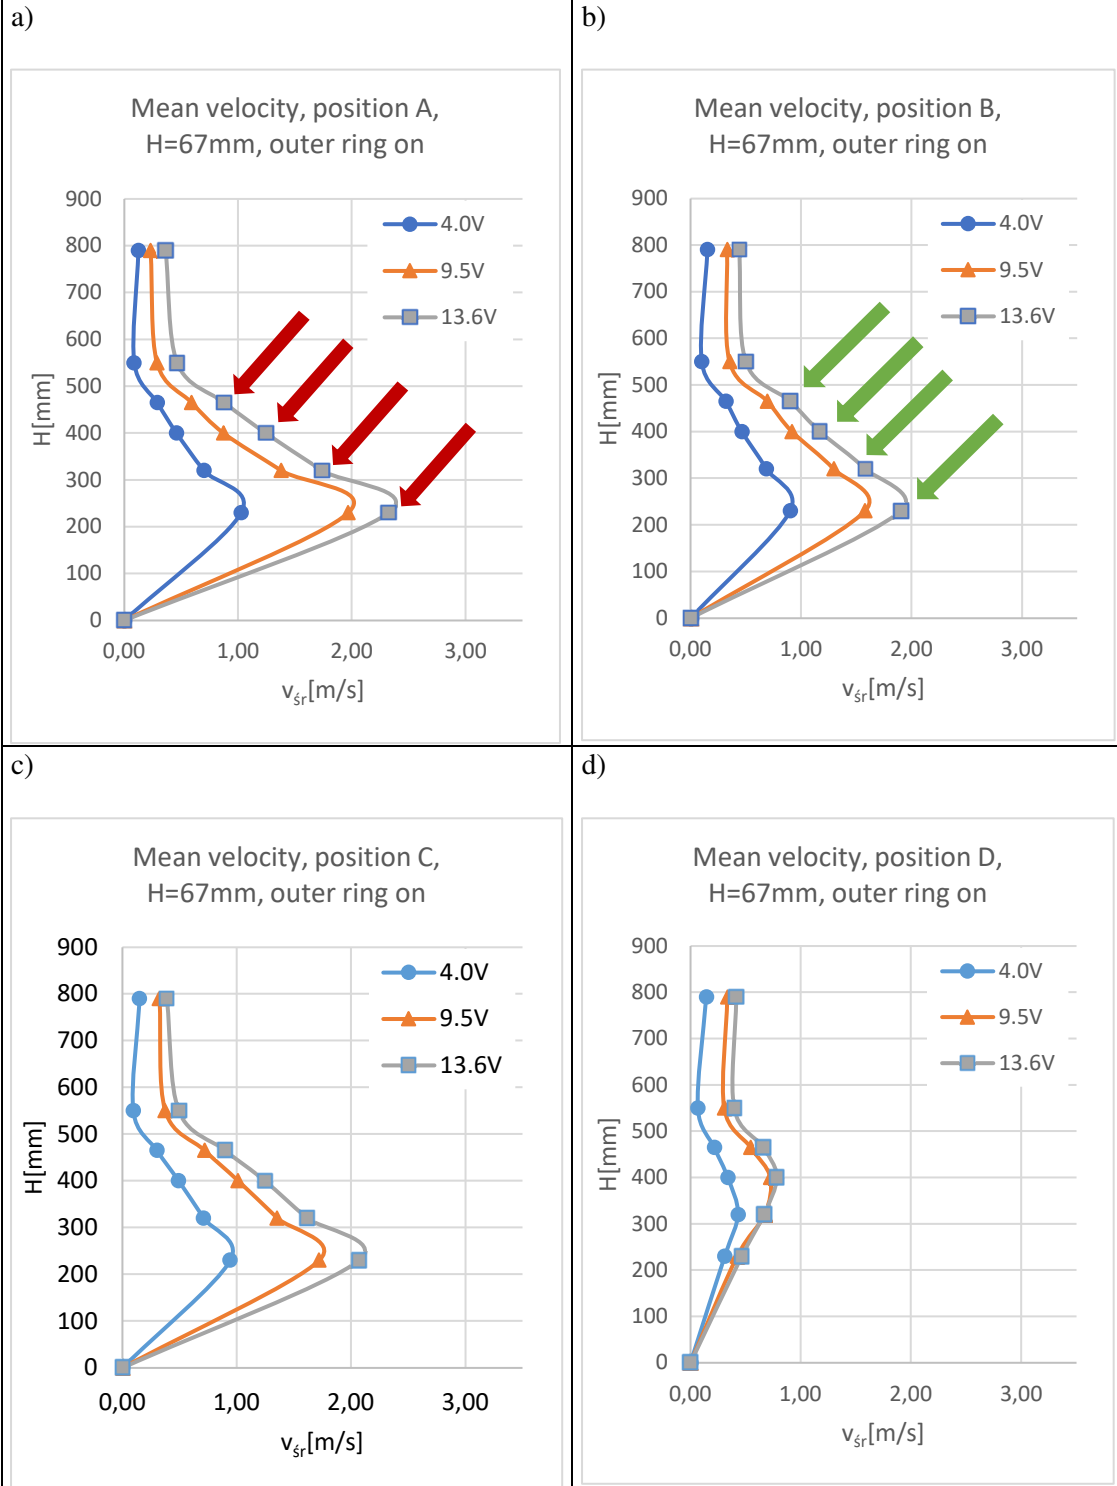 a)
Mean velocity, position A,
H=67mm, outer ring on
900
800
700
600
500
400
300
200
100
0
H[mm]
4.0V
9.5V
13.6V
0,00 1,00 2,00 3,00
vśr[m/s]
b)
Mean velocity, position B,
H=67mm, outer ring on
900
800
700
600
500
400
300
200
100
0
H[mm]
4.0V
9.5V
13.6V
0,00 1,00 2,00 3,00
vśr[m/s]
c)
Mean velocity, position C,
H=67mm, outer ring on
900
800
700
600
500
400
300
200
100
0
H[mm]
4.0V
9.5V
13.6V
0,00 1,00 2,00 3,00
vśr[m/s]
d)
Mean velocity, position D,
H=67mm, outer ring on
900
800
700
600
500
400
300
200
100
0
H[mm]
4.0V
9.5V
13.6V
0,00 1,00 2,00 3,00
vśr[m/s]